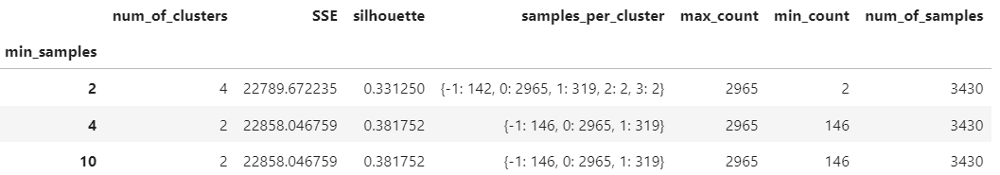 num_of_clusters SSE silhouette samples_per_cluster max_count min_count num_of_samples
min_samples
2 4 22789.672235 0.331250 {-1: 142, 0: 2965, 1: 319, 2: 2, 3: 2} 2965 2 3430
4 2 22858.046759 0.381752 {-1: 146, 0: 2965, 1: 319} 2965 146 3430
10 2 22858.046759 0.381752 {-1: 146, 0: 2965, 1: 319} 2965 146 3430